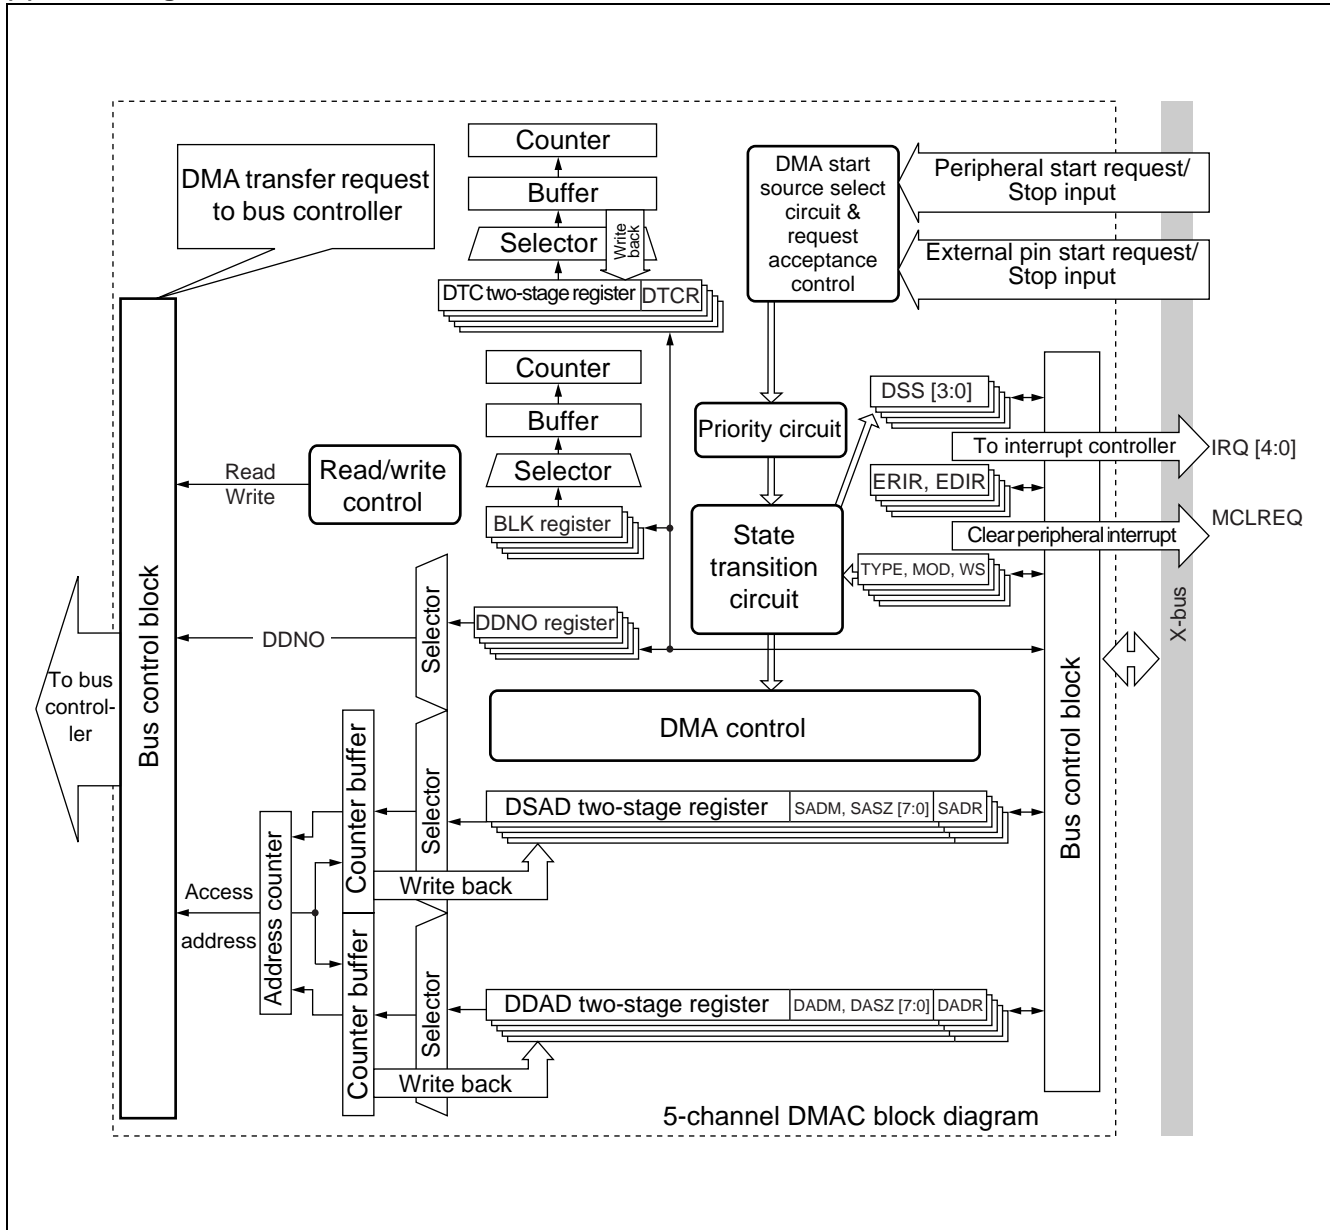 DMA transfer request
to bus controller
Counter
Buffer
Selector
Write
back
DTC two-stage register
DTCR
DMA start
source select
circuit &
request
acceptance
control
Peripheral start request/
Stop input
External pin start request/
Stop input
Counter
Buffer
Selector
BLK register
Priority circuit
DSS [3:0]
To interrupt controller
IRQ [4:0]
ERIR, EDIR
MCLREQ
Clear peripheral interrupt
Read
Write
Read/write
control
State
transition
circuit
TYPE, MOD, WS
X-bus
Bus control block
DDNO
Selector
DDNO register
To bus
control-
ler
Bus control block
DMA control
Counter buffer
Selector
DSAD two-stage register
SADM, SASZ [7:0]
SADR
Write back
Access
address
Address counter
Counter buffer
Selector
DDAD two-stage register
DADM, DASZ [7:0]
DADR
Write back
5-channel DMAC block diagram